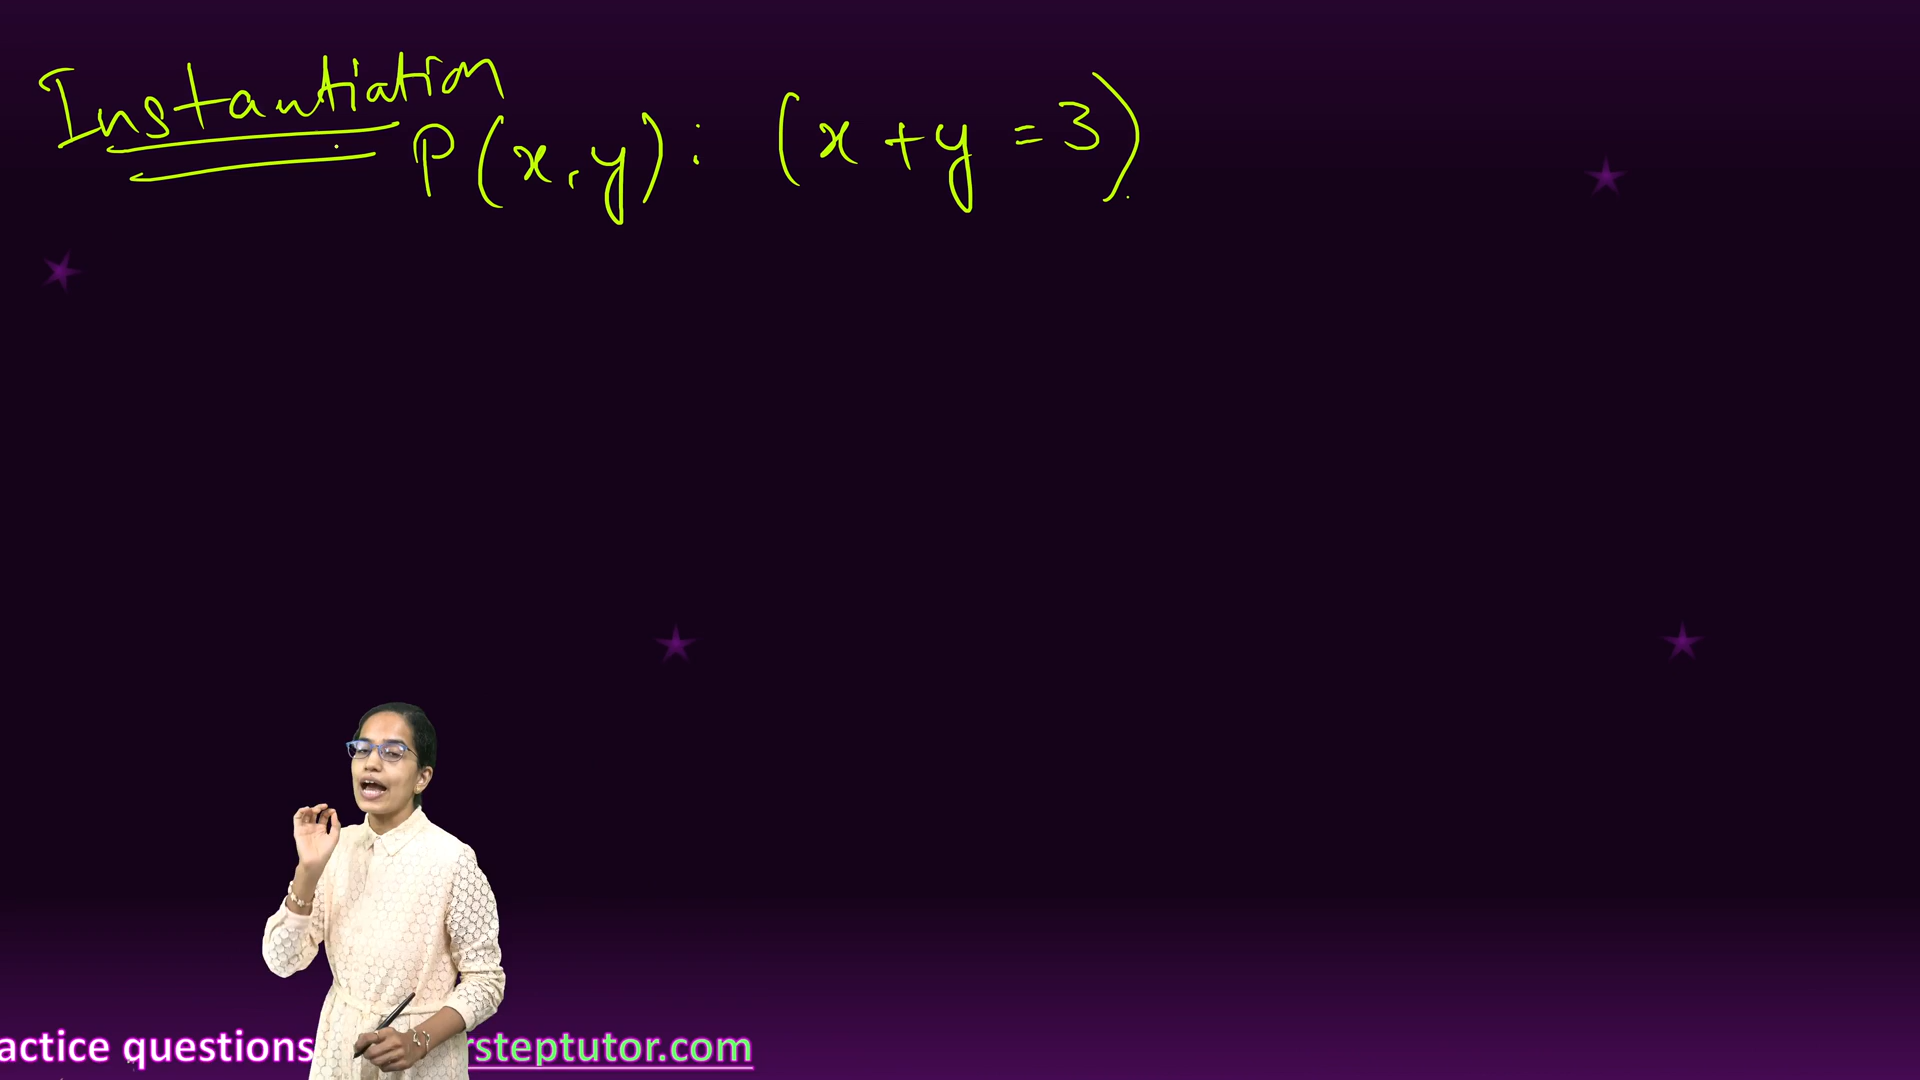 Instantiation
P(x, y) : (x + y = 3)
actice questions rsteptutor.com